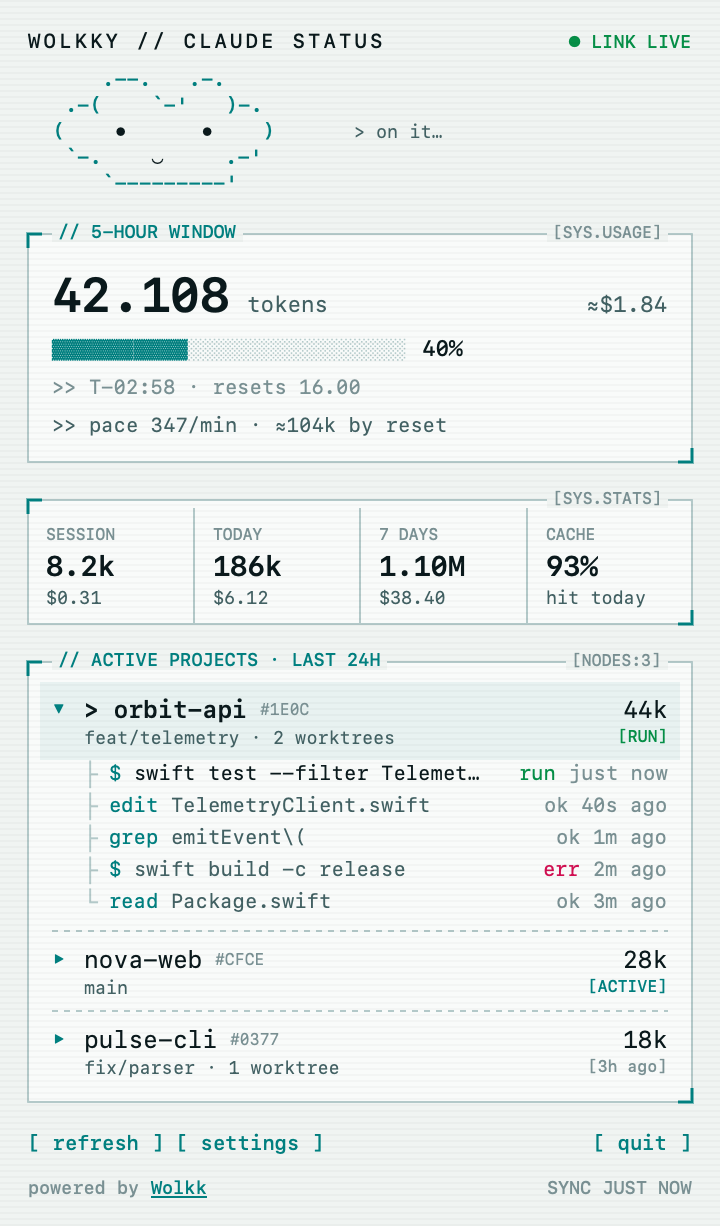 WOLKKY // CLAUDE STATUS
● LINK LIVE
> on it…
// 5-HOUR WINDOW
[SYS.USAGE]
42.108 tokens
≈$1.84
40%
>> T-02:58 · resets 16.00
>> pace 347/min · ≈104k by reset
[SYS.STATS]
SESSION
8.2k
$0.31
TODAY
186k
$6.12
7 DAYS
1.10M
$38.40
CACHE
93%
hit today
// ACTIVE PROJECTS · LAST 24H
[NODES:3]
▼ > orbit-api #1E0C 44k
feat/telemetry · 2 worktrees [RUN]
├ $ swift test --filter Telemet… run just now
├ edit TelemetryClient.swift ok 40s ago
├ grep emitEvent\( ok 1m ago
├ $ swift build -c release err 2m ago
└ read Package.swift ok 3m ago
▶ nova-web #CFCE 28k
main [ACTIVE]
▶ pulse-cli #0377 18k
fix/parser · 1 worktree [3h ago]
[ refresh ] [ settings ] [ quit ]
powered by Wolkk SYNC JUST NOW